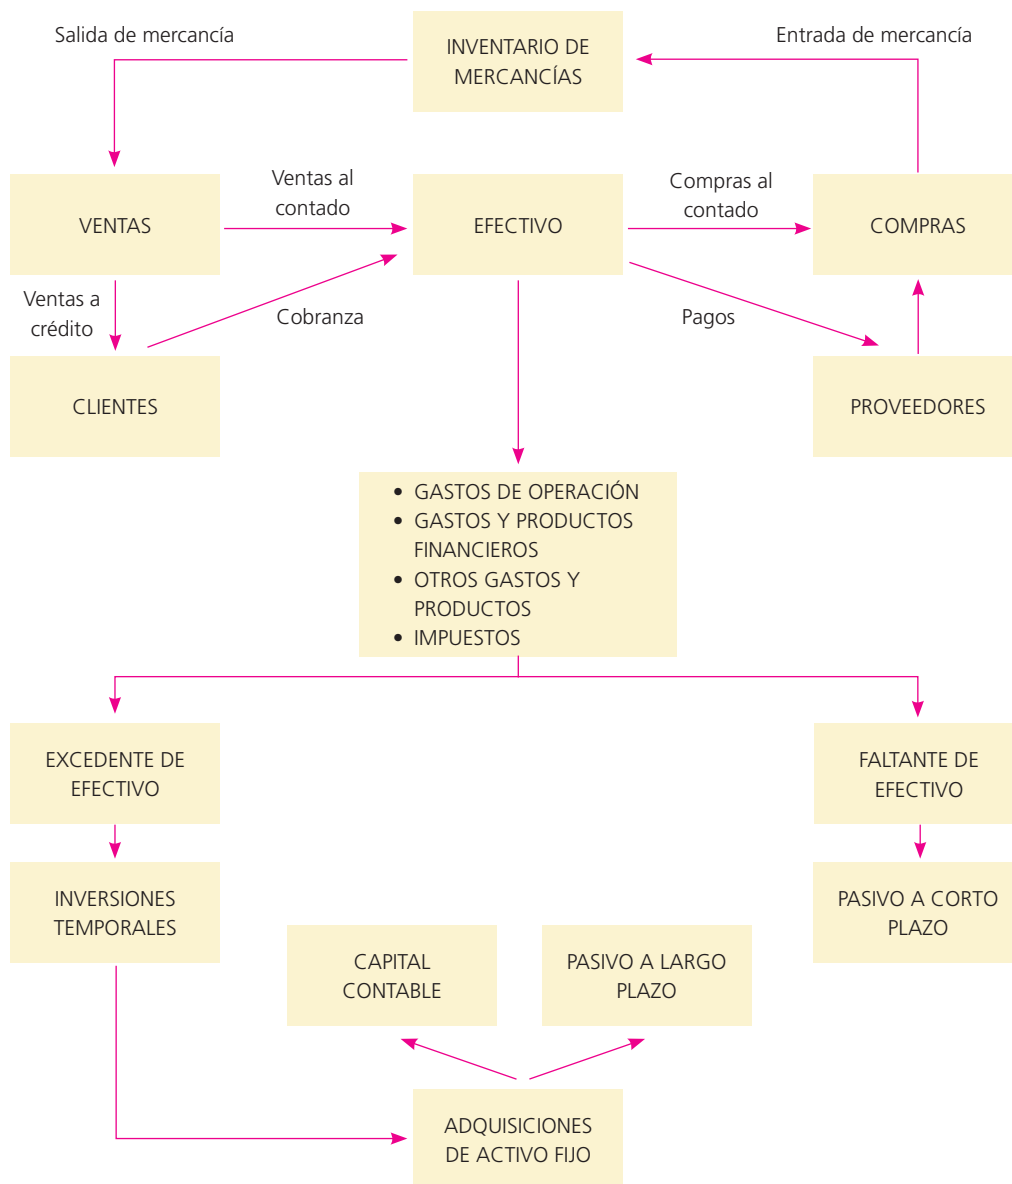 Salida de mercancía
INVENTARIO DE
MERCANCÍAS
Entrada de mercancía
VENTAS
Ventas al
contado
EFECTIVO
Compras al
contado
COMPRAS
Ventas a
crédito
Cobranza
Pagos
CLIENTES
PROVEEDORES
• GASTOS DE OPERACIÓN
• GASTOS Y PRODUCTOS
FINANCIEROS
• OTROS GASTOS Y
PRODUCTOS
• IMPUESTOS
EXCEDENTE DE
EFECTIVO
FALTANTE DE
EFECTIVO
INVERSIONES
TEMPORALES
PASIVO A CORTO
PLAZO
CAPITAL
CONTABLE
PASIVO A LARGO
PLAZO
ADQUISICIONES
DE ACTIVO FIJO